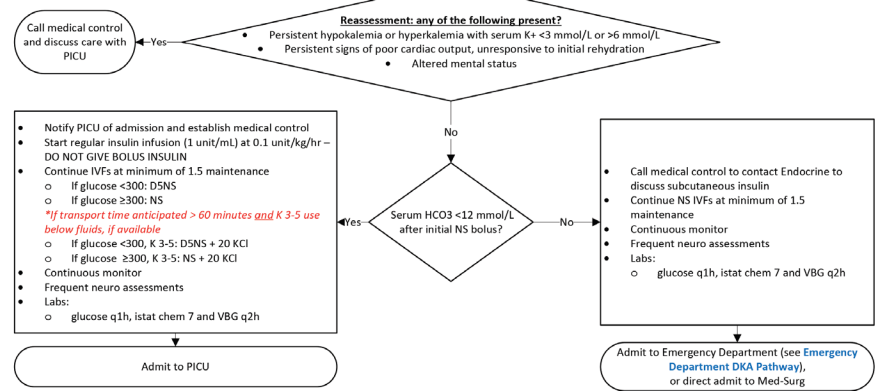 Reassessment: any of the following present?
• Persistent hypokalemia or hyperkalemia with serum K+ <3 mmol/L or >6 mmol/L
• Persistent signs of poor cardiac output, unresponsive to initial rehydration
• Altered mental status
Yes
Call medical control
and discuss care with
PICU
No
Serum HCO3 <12 mmol/L
after initial NS bolus?
Yes
• Notify PICU of admission and establish medical control
• Start regular insulin infusion (1 unit/mL) at 0.1 unit/kg/hr –
DO NOT GIVE BOLUS INSULIN
• Continue IVFs at minimum of 1.5 maintenance
o If glucose <300: D5NS
o If glucose ≥300: NS
*If transport time anticipated > 60 minutes and K 3-5 use
below fluids, if available
o If glucose <300, K 3-5: D5NS + 20 KCl
o If glucose ≥300, K 3-5: NS + 20 KCl
• Continuous monitor
• Frequent neuro assessments
• Labs:
o glucose q1h, istat chem 7 and VBG q2h
Admit to PICU
No
• Call medical control to contact Endocrine to
discuss subcutaneous insulin
• Continue NS IVFs at minimum of 1.5
maintenance
• Continuous monitor
• Frequent neuro assessments
• Labs:
o glucose q1h, istat chem 7 and VBG q2h
Admit to Emergency Department (see Emergency
Department DKA Pathway),
or direct admit to Med-Surg